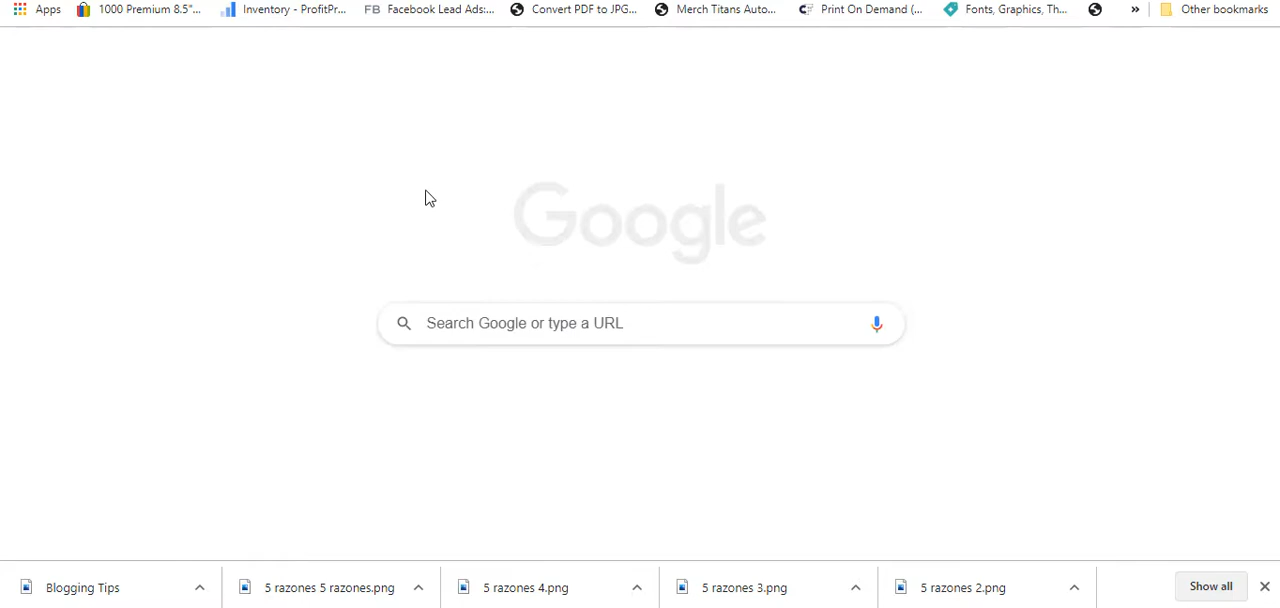 Apps 1000 Premium 8.5"... Inventory - ProfitPr... FB Facebook Lead Ads:... Convert PDF to JPG... Merch Titans Auto... Print On Demand (... Fonts, Graphics, Th... » Other bookmarks
Google
Search Google or type a URL
Blogging Tips 5 razones 5 razones.png 5 razones 4.png 5 razones 3.png 5 razones 2.png Show all